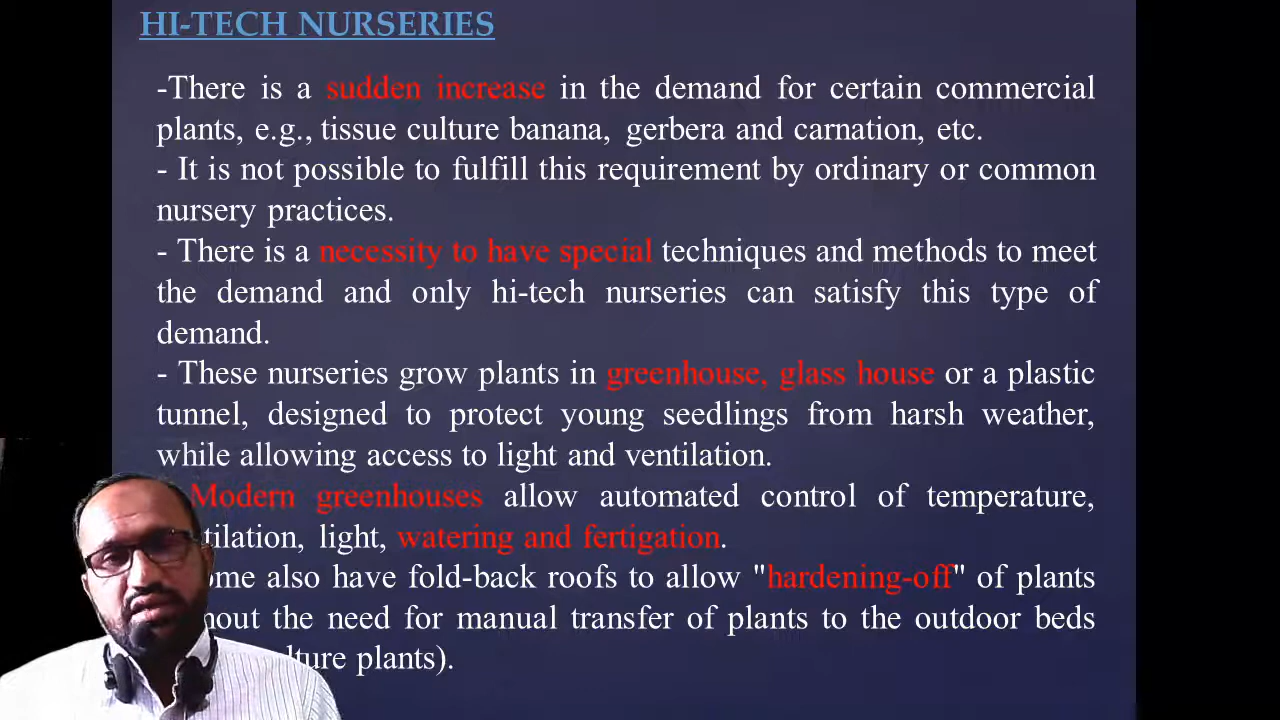 HI-TECH NURSERIES
-There is a sudden increase in the demand for certain commercial
plants, e.g., tissue culture banana, gerbera and carnation, etc.
- It is not possible to fulfill this requirement by ordinary or common
nursery practices.
- There is a necessity to have special techniques and methods to meet
the demand and only hi-tech nurseries can satisfy this type of
demand.
- These nurseries grow plants in greenhouse, glass house or a plastic
tunnel, designed to protect young seedlings from harsh weather,
while allowing access to light and ventilation.
Modern greenhouses allow automated control of temperature,
light, watering and fertigation.
also have fold-back roofs to allow "hardening-off" of plants
the need for manual transfer of plants to the outdoor beds
plants).